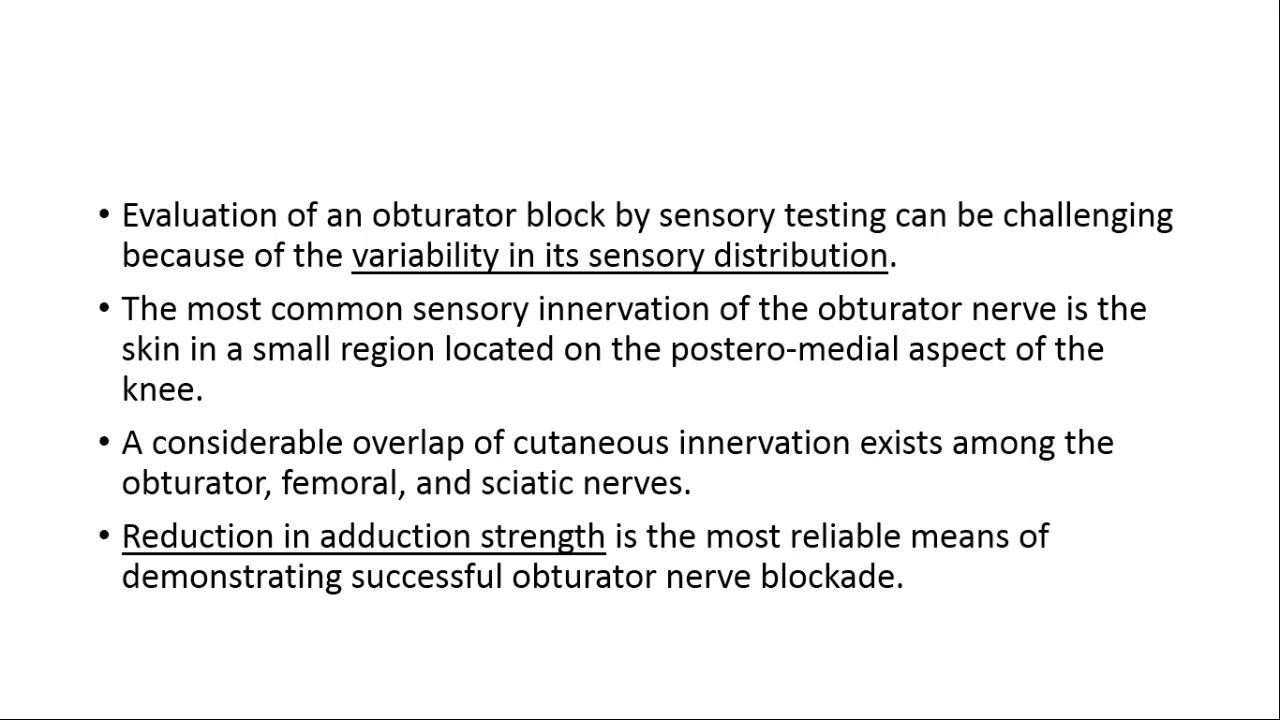 • Evaluation of an obturator block by sensory testing can be challenging
because of the variability in its sensory distribution.
• The most common sensory innervation of the obturator nerve is the
skin in a small region located on the postero-medial aspect of the
knee.
• A considerable overlap of cutaneous innervation exists among the
obturator, femoral, and sciatic nerves.
• Reduction in adduction strength is the most reliable means of
demonstrating successful obturator nerve blockade.